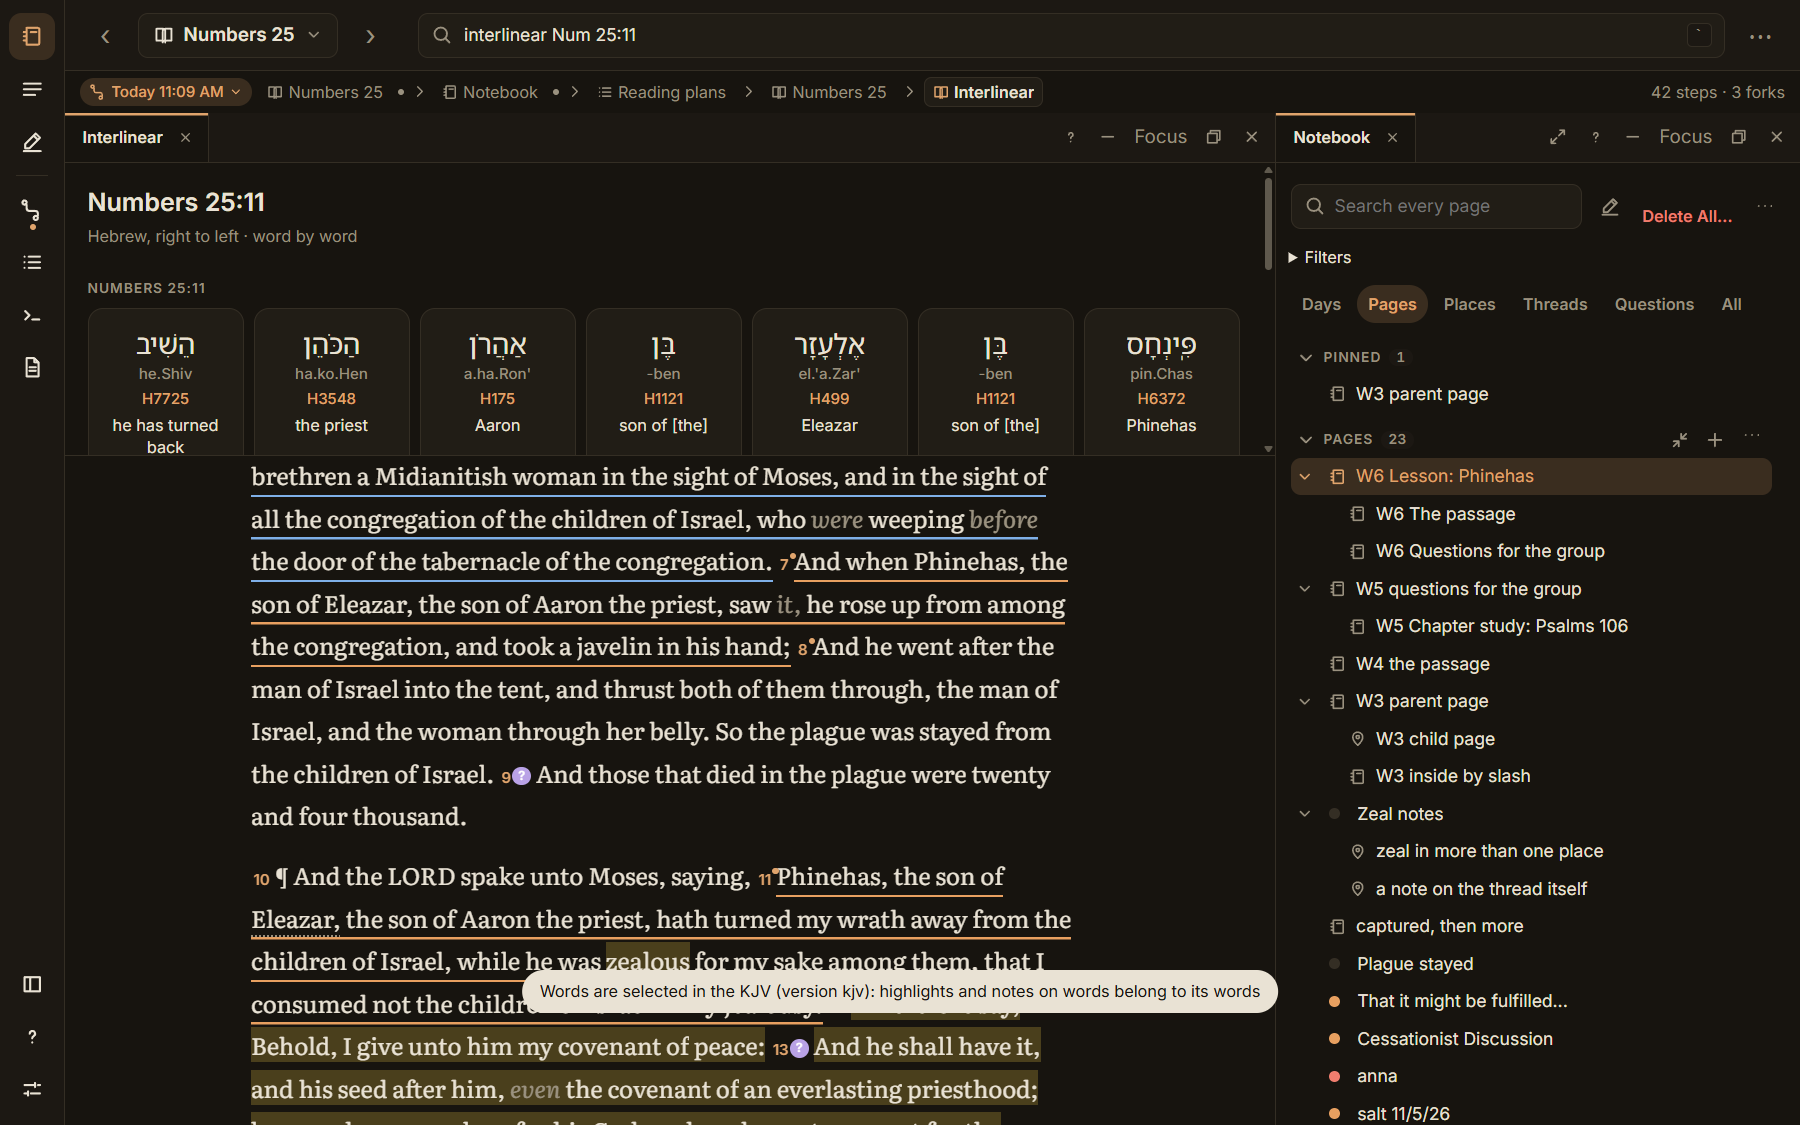 Numbers 25
interlinear Num 25:11
`
Today 11:09 AM
Numbers 25
Notebook
Reading plans
Numbers 25
Interlinear
42 steps · 3 forks
Interlinear
? Focus
Numbers 25:11
Hebrew, right to left · word by word
NUMBERS 25:11
פִּינְחָס
pin.Chas
H6372
Phinehas
בֶּן
-ben
H1121
son of [the]
אֶלְעָזָר
el.'a.Zar'
H499
Eleazar
בֶּן
-ben
H1121
son of [the]
אַהֲרֹן
a.ha.Ron'
H175
Aaron
הַכֹּהֵן
ha.ko.Hen
H3548
the priest
הֵשִׁיב
he.Shiv
H7725
he has turned
back
brethren a Midianitish woman in the sight of Moses, and in the sight of
all the congregation of the children of Israel, who were weeping before
the door of the tabernacle of the congregation. 7 And when Phinehas, the
son of Eleazar, the son of Aaron the priest, saw it, he rose up from among
the congregation, and took a javelin in his hand; 8 And he went after the
man of Israel into the tent, and thrust both of them through, the man of
Israel, and the woman through her belly. So the plague was stayed from
the children of Israel. 9 ? And those that died in the plague were twenty
and four thousand.
10 ¶ And the LORD spake unto Moses, saying, 11 Phinehas, the son of
Eleazar, the son of Aaron the priest, hath turned my wrath away from the
children of Israel, while he was zealous for my sake among them, that I
consumed not the
Words are selected in the KJV (version kjv): highlights and notes on words belong to its words
Behold, I give unto him my covenant of peace: 13 ? And he shall have it,
and his seed after him, even the covenant of an everlasting priesthood;
Notebook
? Focus
Search every page
Delete All...
Filters
Days Pages Places Threads Questions All
PINNED 1
W3 parent page
PAGES 23
W6 Lesson: Phinehas
W6 The passage
W6 Questions for the group
W5 questions for the group
W5 Chapter study: Psalms 106
W4 the passage
W3 parent page
W3 child page
W3 inside by slash
Zeal notes
zeal in more than one place
a note on the thread itself
captured, then more
Plague stayed
That it might be fulfilled...
Cessationist Discussion
anna
salt 11/5/26
?